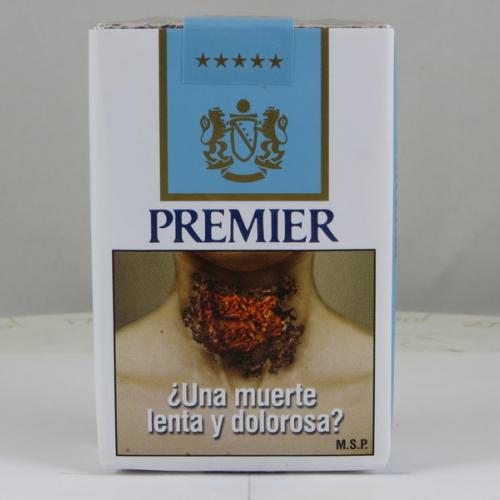 PREMIER
¿Una muerte
lenta y dolorosa?
M.S.P.